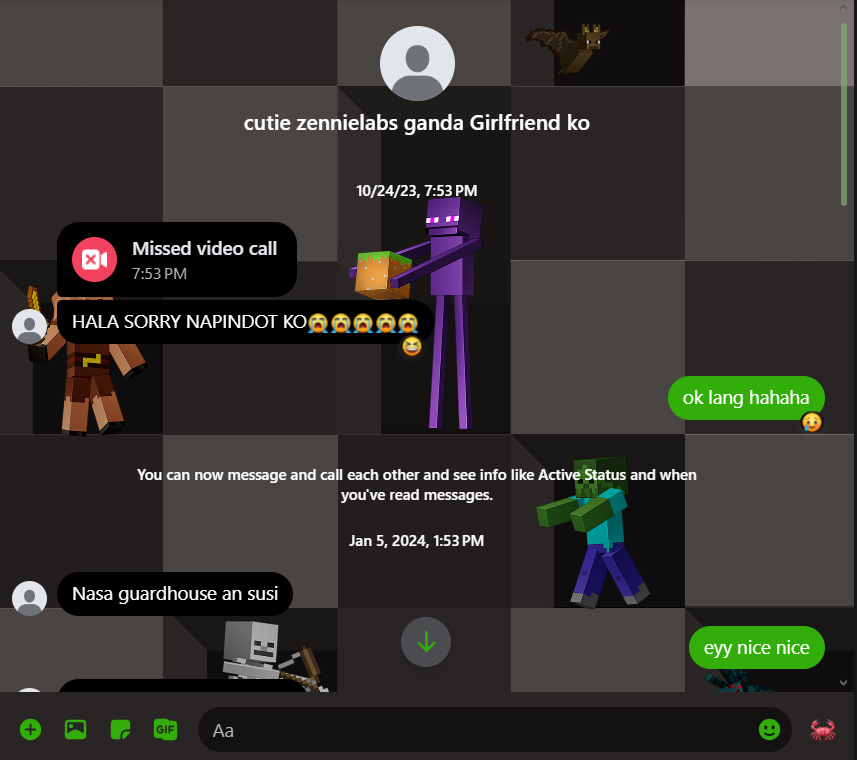 cutie zennielabs ganda Girlfriend ko
10/24/23, 7:53 PM
Missed video call
7:53 PM
HALA SORRY NAPINDOT KO😭😭😭😭😭
😆
ok lang hahaha
🥲
You can now message and call each other and see info like Active Status and when
you've read messages.
Jan 5, 2024, 1:53 PM
Nasa guardhouse an susi
eyy nice nice
GIF
Aa